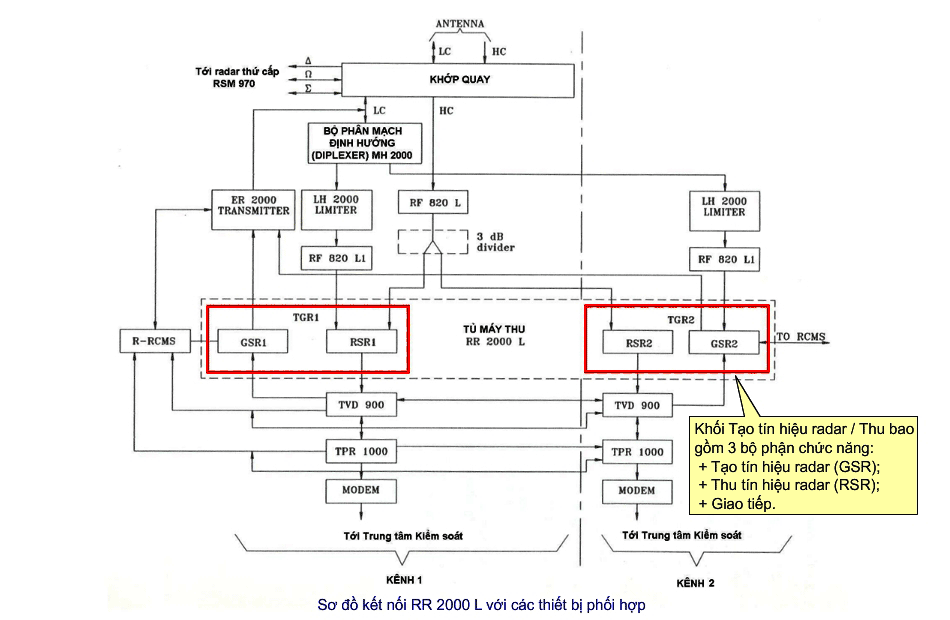 ANTENNA
LC
HC
Δ
Tới radar thứ cấp
RSM 970
Ω
Σ
KHỚP QUAY
LC
HC
BỘ PHÂN MẠCH
ĐỊNH HƯỚNG
(DIPLEXER) MH 2000
ER 2000
TRANSMITTER
LH 2000
LIMITER
RF 820 L
LH 2000
LIMITER
3 dB
divider
RF 820 L1
RF 820 L1
TGR1
TỦ MÁY THU
RR 2000 L
TGR2
R-RCMS
GSR1
RSR1
RSR2
GSR2
TO RCMS
TVD 900
TVD 900
Khối Tạo tín hiệu radar / Thu bao
gồm 3 bộ phận chức năng:
+ Tạo tín hiệu radar (GSR);
+ Thu tín hiệu radar (RSR);
+ Giao tiếp.
TPR 1000
TPR 1000
MODEM
MODEM
Tới Trung tâm Kiểm soát
Tới Trung tâm Kiểm soát
KÊNH 1
KÊNH 2
Sơ đồ kết nối RR 2000 L với các thiết bị phối hợp